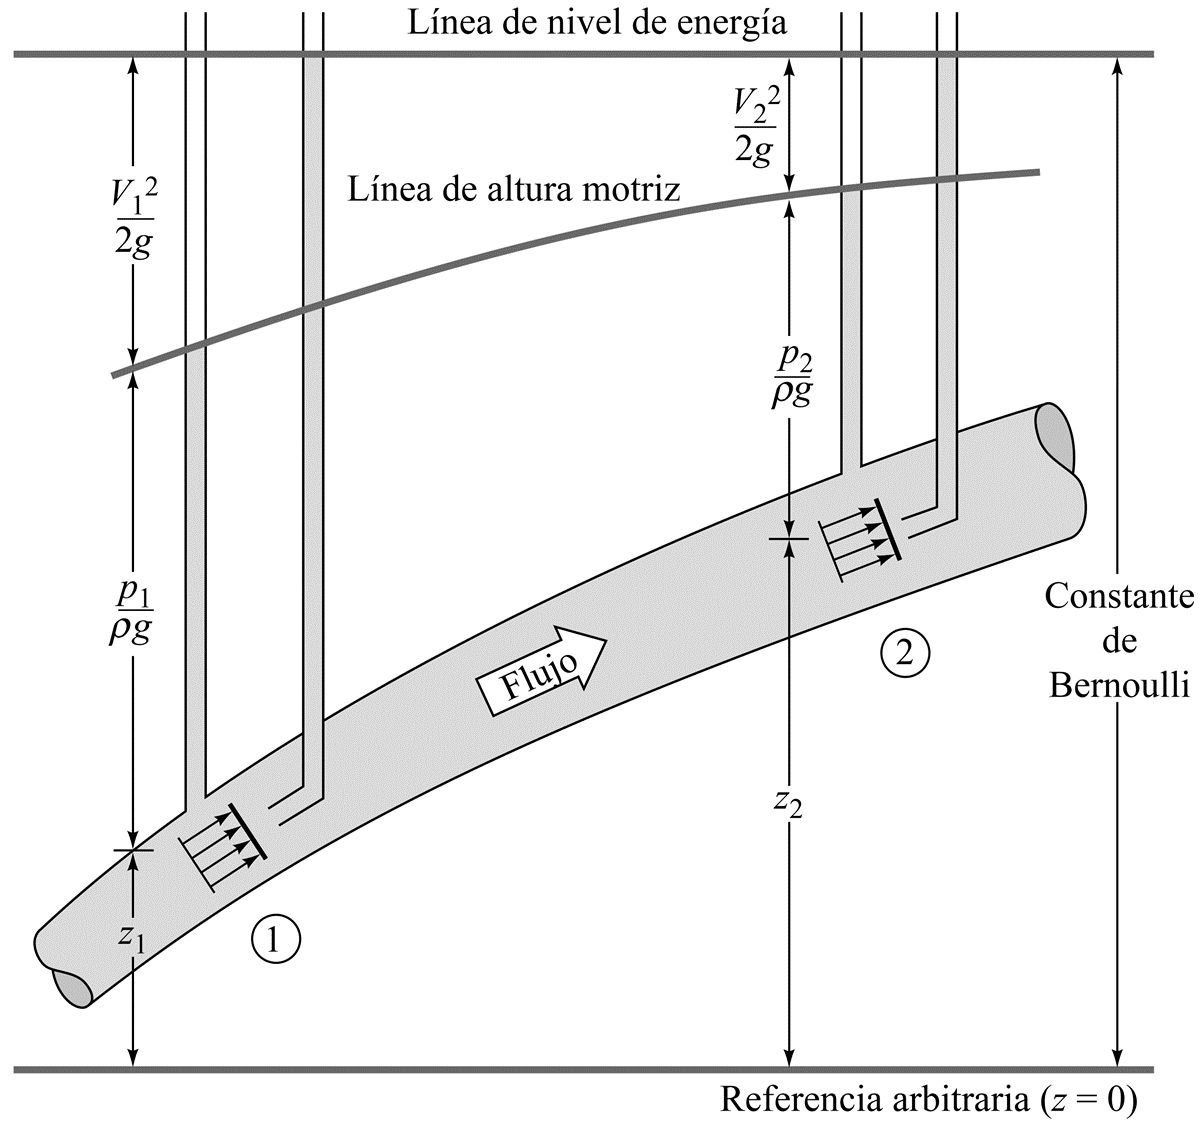 Línea de nivel de energía
V₁²
2g
V₂²
2g
Línea de altura motriz
p₂
ρg
p₁
ρg
Constante
de
Bernoulli
2
Flujo
z₂
1
z₁
Referencia arbitraria (z = 0)